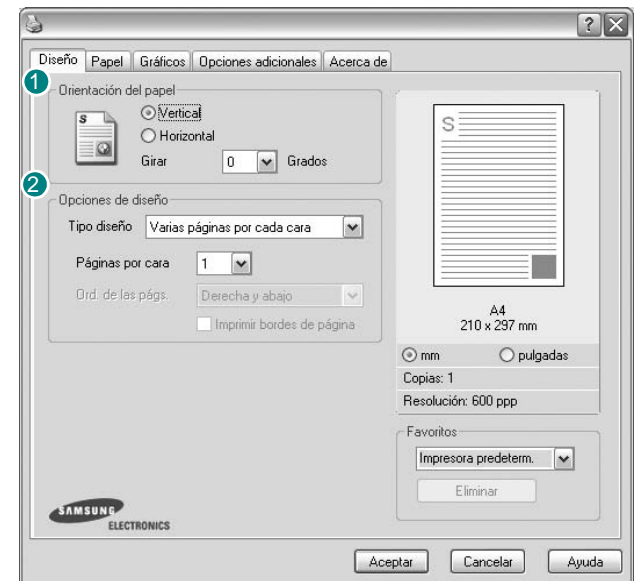 Diseño Papel Gráficos Opciones adicionales Acerca de
1
Orientación del papel
S
Vertical
Horizontal
Girar 0 Grados
2
Opciones de diseño
Tipo diseño Varias páginas por cada cara
Páginas por cara 1
Ord. de las págs. Derecha y abajo
Imprimir bordes de página
SAMSUNG
ELECTRONICS
S
A4
210 x 297 mm
mm pulgadas
Copias: 1
Resolución: 600 ppp
Favoritos
Impresora predeterm.
Eliminar
Aceptar Cancelar Ayuda